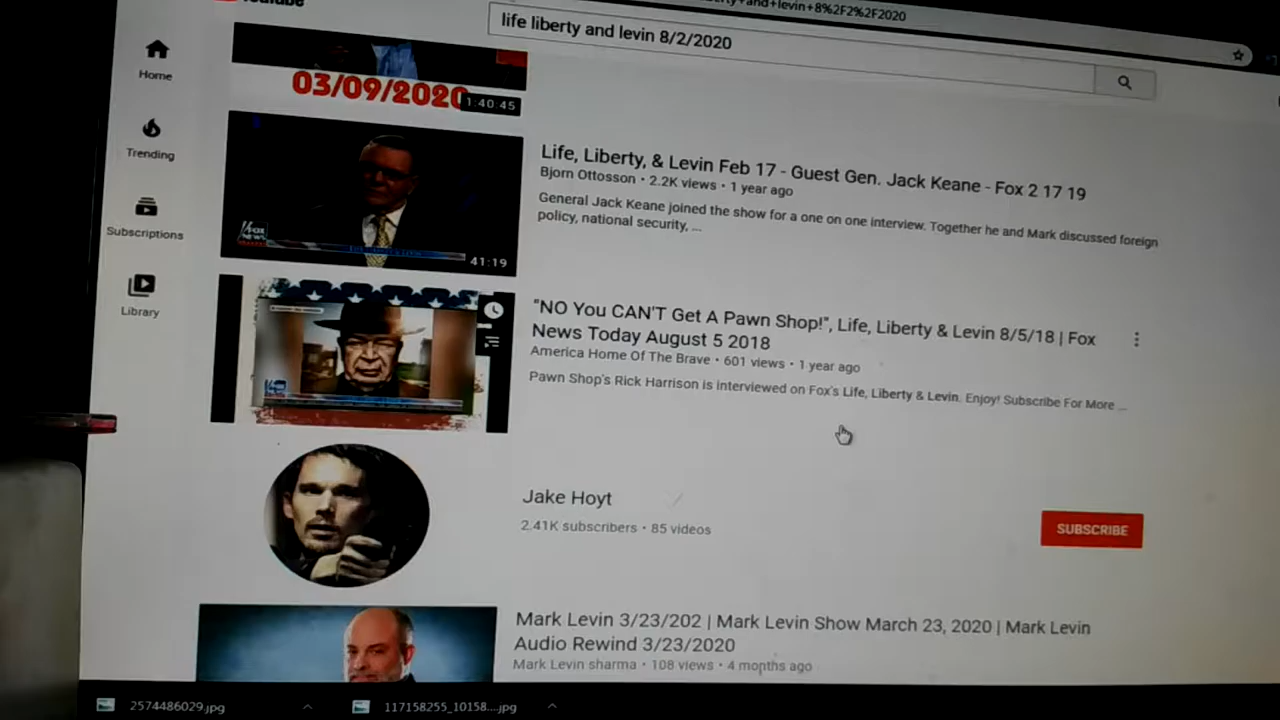 life liberty and levin 8/2/2020
03/09/2020
1:40:45
Home
Trending
Subscriptions
Library
Life, Liberty, & Levin Feb 17 - Guest Gen. Jack Keane - Fox 2 17 19
Bjorn Ottosson • 2.2K views • 1 year ago
General Jack Keane joined the show for a one on one interview. Together he and Mark discussed foreign
policy, national security, ...
FOX
NEWS
41:19
"NO You CAN'T Get A Pawn Shop!", Life, Liberty & Levin 8/5/18 | Fox
News Today August 5 2018
America Home Of The Brave • 601 views • 1 year ago
Pawn Shop's Rick Harrison is interviewed on Fox's Life, Liberty & Levin. Enjoy! Subscribe For More ...
Jake Hoyt
2.41K subscribers • 85 videos
SUBSCRIBE
Mark Levin 3/23/202 | Mark Levin Show March 23, 2020 | Mark Levin
Audio Rewind 3/23/2020
Mark Levin sharma • 108 views • 4 months ago
2574486029.jpg
117158255_10158....jpg